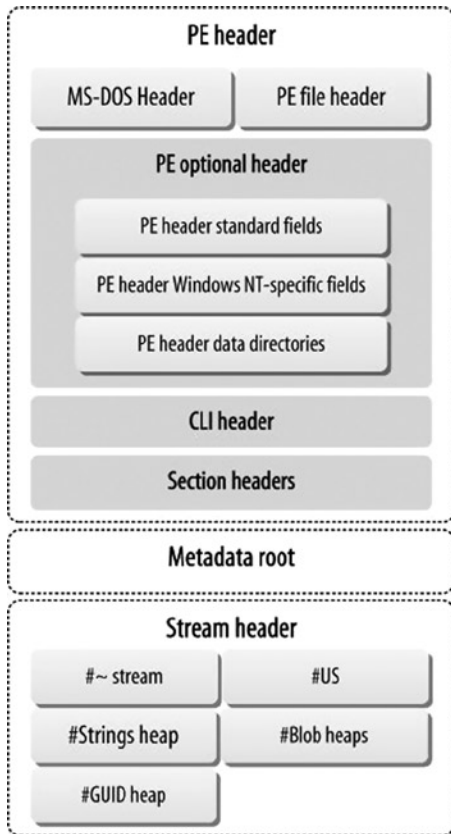 PE header
MS-DOS Header
PE file header
PE optional header
PE header standard fields
PE header Windows NT-specific fields
PE header data directories
CLI header
Section headers
Metadata root
Stream header
#~ stream
#US
#Strings heap
#Blob heaps
#GUID heap